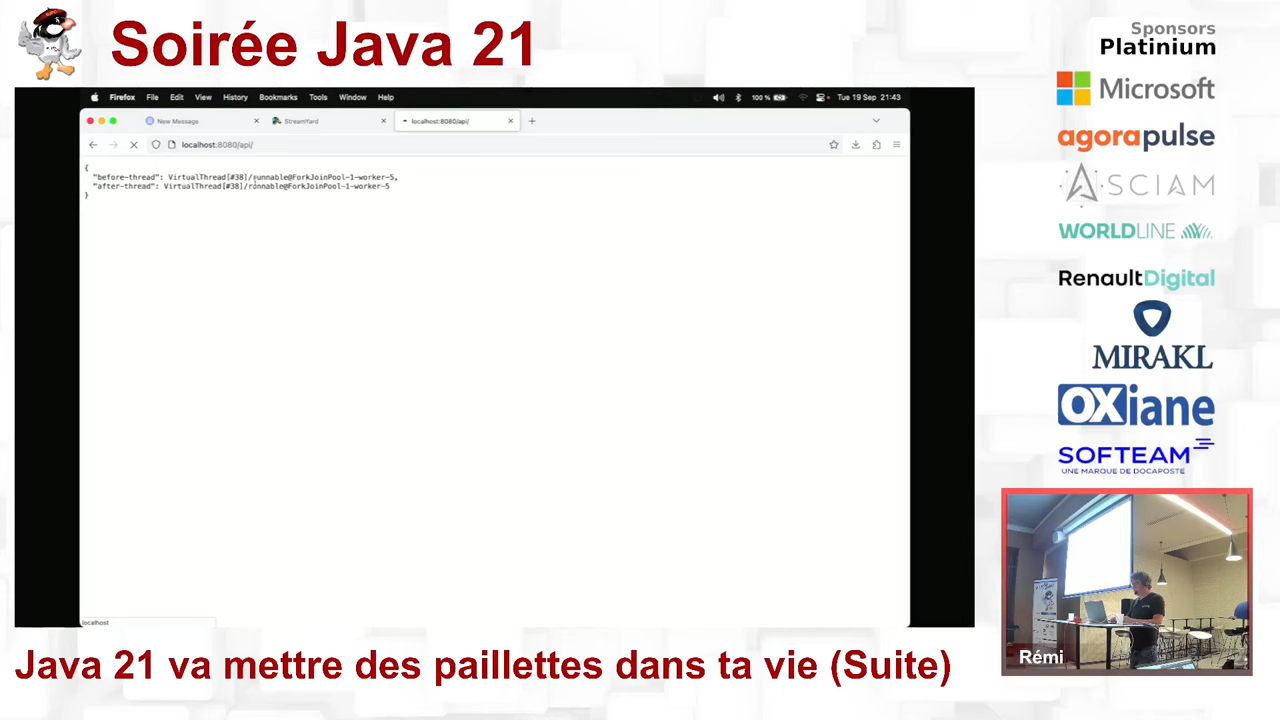 Soirée Java 21
Sponsors
Platinium
Microsoft
agorapulse
ASCIAM
WORLDLINE
RenaultDigital
MIRAKL
OXiane
SOFTEAM
UNE MARQUE DE DOCAPOSTE
Firefox File Edit View History Bookmarks Tools Window Help
100 % Tue 19 Sep 21:43
New Message
StreamYard
localhost:8080/api/
localhost:8080/api/
{
"before-thread": VirtualThread[#38]/runnable@ForkJoinPool-1-worker-5,
"after-thread": VirtualThread[#38]/runnable@ForkJoinPool-1-worker-5
}
localhost
Rémi
Java 21 va mettre des paillettes dans ta vie (Suite)